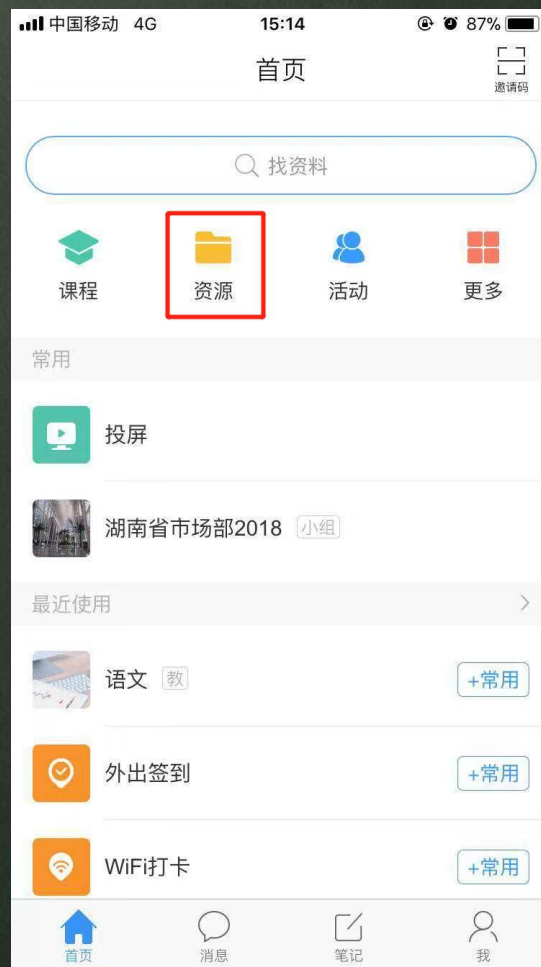 中国移动 4G 15:14 87%
首页
邀请码
找资料
课程 资源 活动 更多
常用
投屏
湖南省市场部2018 小组
最近使用
语文 教 +常用
外出签到 +常用
WiFi打卡 +常用
首页 消息 笔记 我